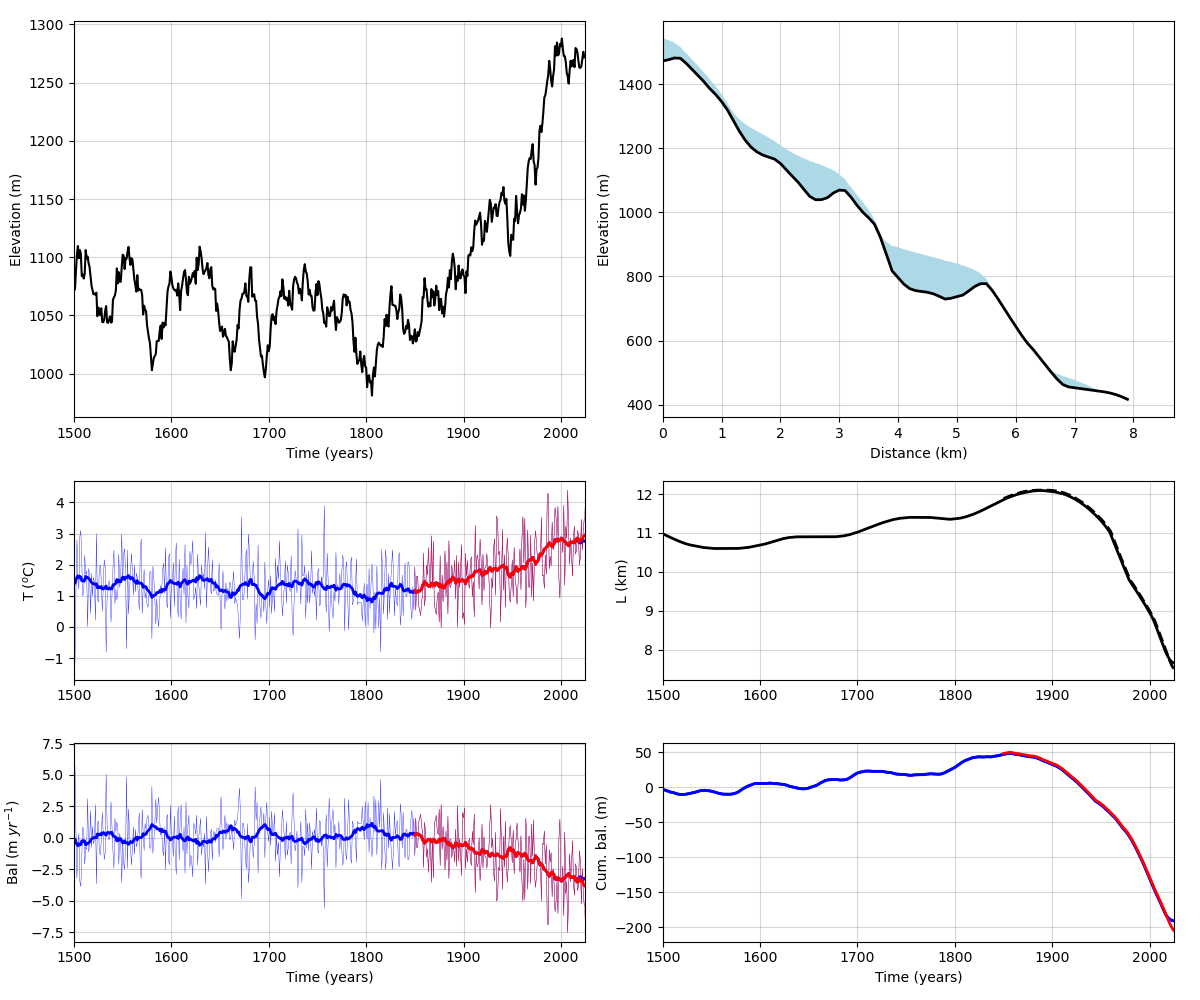 1300
1250
1200
1150
1100
1050
1000
Elevation (m)
1500 1600 1700 1800 1900 2000
Time (years)
1400
1200
1000
800
600
400
Elevation (m)
0 1 2 3 4 5 6 7 8
Distance (km)
4
3
2
1
0
−1
T (°C)
1500 1600 1700 1800 1900 2000
12
11
10
9
8
L (km)
1500 1600 1700 1800 1900 2000
7.5
5.0
2.5
0.0
−2.5
−5.0
−7.5
Bal (m yr⁻¹)
1500 1600 1700 1800 1900 2000
Time (years)
50
0
−50
−100
−150
−200
Cum. bal. (m)
1500 1600 1700 1800 1900 2000
Time (years)